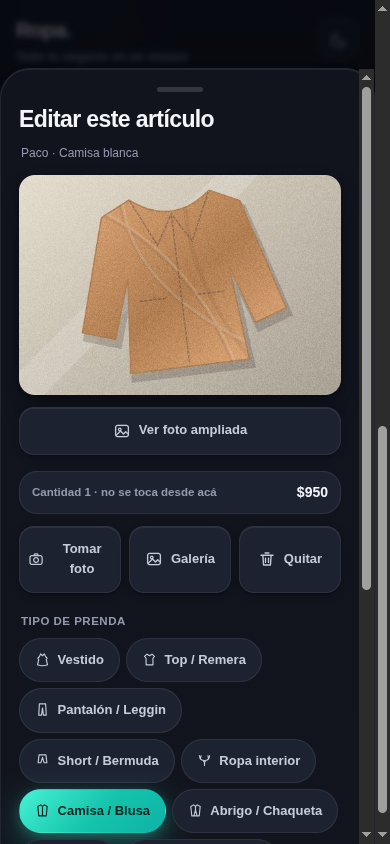 Ropa.
Editar este artículo
Paco · Camisa blanca
Ver foto ampliada
Cantidad 1 · no se toca desde acá
$950
Tomar
foto
Galería
Quitar
TIPO DE PRENDA
Vestido
Top / Remera
Pantalón / Leggin
Short / Bermuda
Ropa interior
Camisa / Blusa
Abrigo / Chaqueta